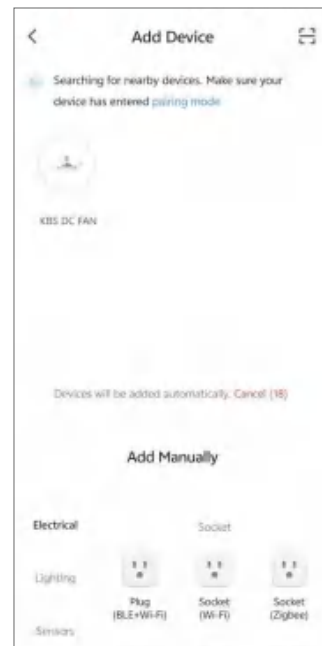 Add Device
Searching for nearby devices. Make sure your
device has entered pairing mode
KBS DC FAN
Devices will be added automatically. Cancel (18)
Add Manually
Electrical
Socket
Lighting
Plug
(BLE+Wi-Fi)
Socket
(Wi-Fi)
Socket
(Zigbee)
Sensors